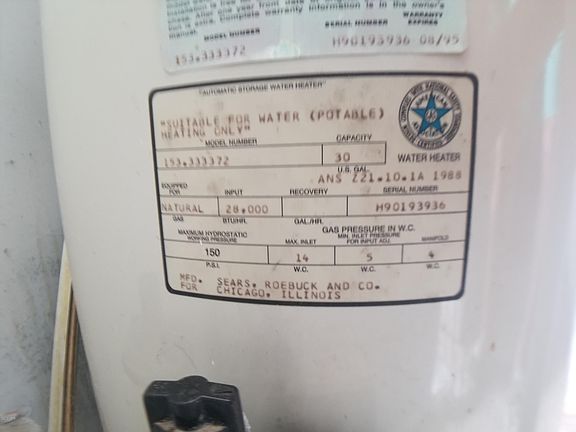 MODEL NUMBER
SERIAL NUMBER
WARRANTY
EXPIRES
153.333372
H90193936 08/95
"AUTOMATIC STORAGE WATER HEATER"
"SUITABLE FOR WATER (POTABLE)
HEATING ONLY"
MODEL NUMBER
CAPACITY
153.333372
30
WATER HEATER
U.S. GAL.
ANS Z21.10.1A 1988
EQUIPPED
FOR
INPUT
RECOVERY
SERIAL NUMBER
NATURAL
28,000
H90193936
GAS
BTU/HR.
GAL./HR.
GAS PRESSURE IN W.C.
MAXIMUM HYDROSTATIC
WORKING PRESSURE
MAX. INLET
MIN. INLET PRESSURE
FOR INPUT ADJ.
MANIFOLD
150
14
5
4
P.S.I.
W.C.
W.C.
W.C.
MFD. SEARS, ROEBUCK AND CO.
FOR CHICAGO, ILLINOIS